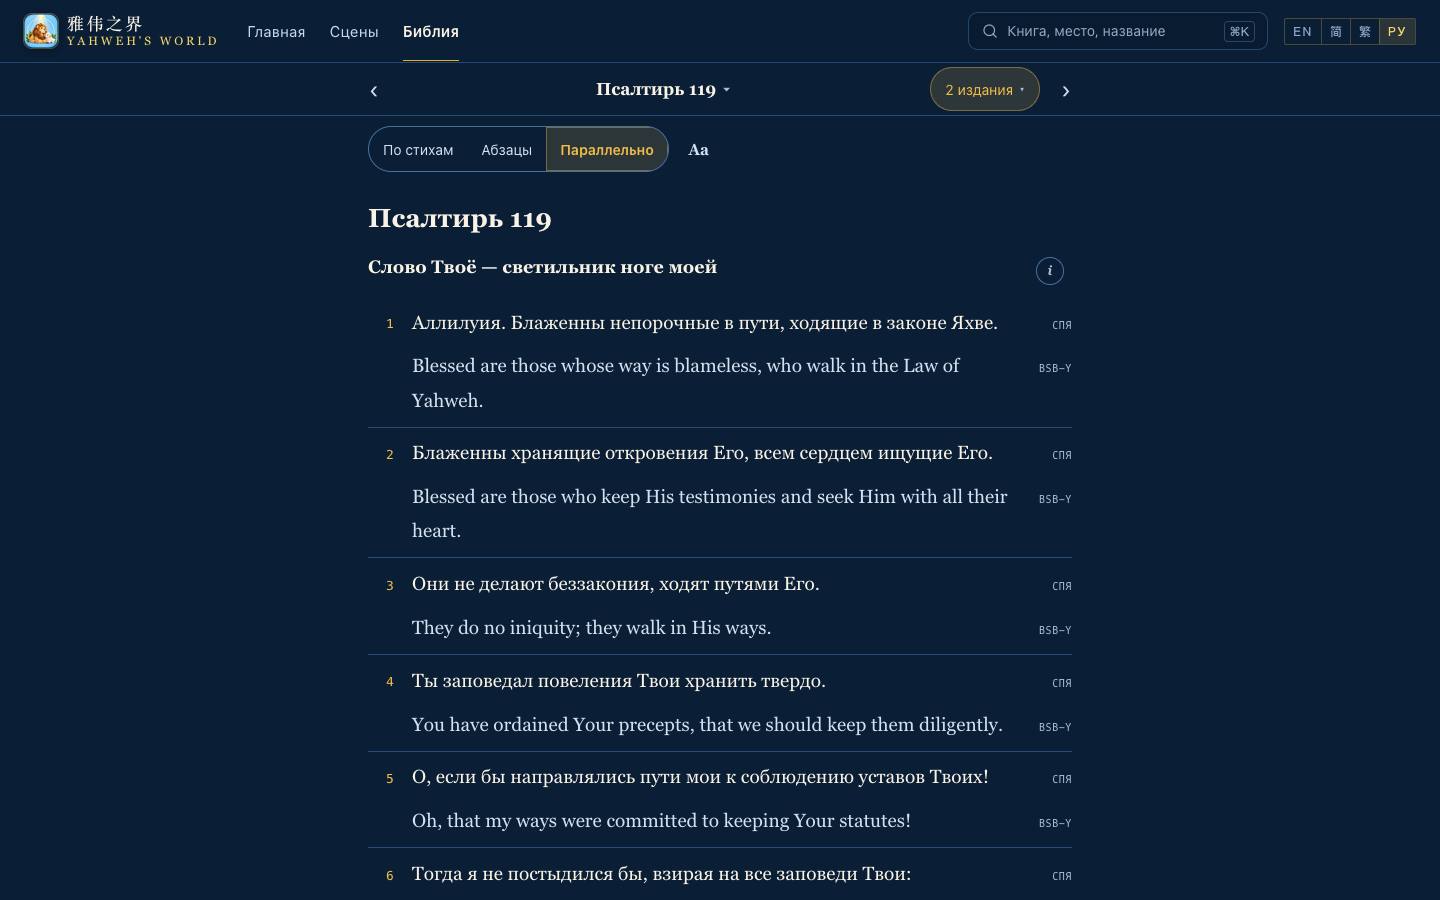 雅伟之界
YAHWEH'S WORLD
Главная
Сцены
Библия
Книга, место, название
⌘K
EN
简
繁
РУ
‹
Псалтирь 119
2 издания
›
По стихам
Абзацы
Параллельно
Aa
Псалтирь 119
Слово Твоё — светильник ноге моей
i
1 Аллилуия. Блаженны непорочные в пути, ходящие в законе Яхве. СПЯ
Blessed are those whose way is blameless, who walk in the Law of BSB-Y
Yahweh.
2 Блаженны хранящие откровения Его, всем сердцем ищущие Его. СПЯ
Blessed are those who keep His testimonies and seek Him with all their BSB-Y
heart.
3 Они не делают беззакония, ходят путями Его. СПЯ
They do no iniquity; they walk in His ways. BSB-Y
4 Ты заповедал повеления Твои хранить твердо. СПЯ
You have ordained Your precepts, that we should keep them diligently. BSB-Y
5 О, если бы направлялись пути мои к соблюдению уставов Твоих! СПЯ
Oh, that my ways were committed to keeping Your statutes! BSB-Y
6 Тогда я не постыдился бы, взирая на все заповеди Твои: СПЯ